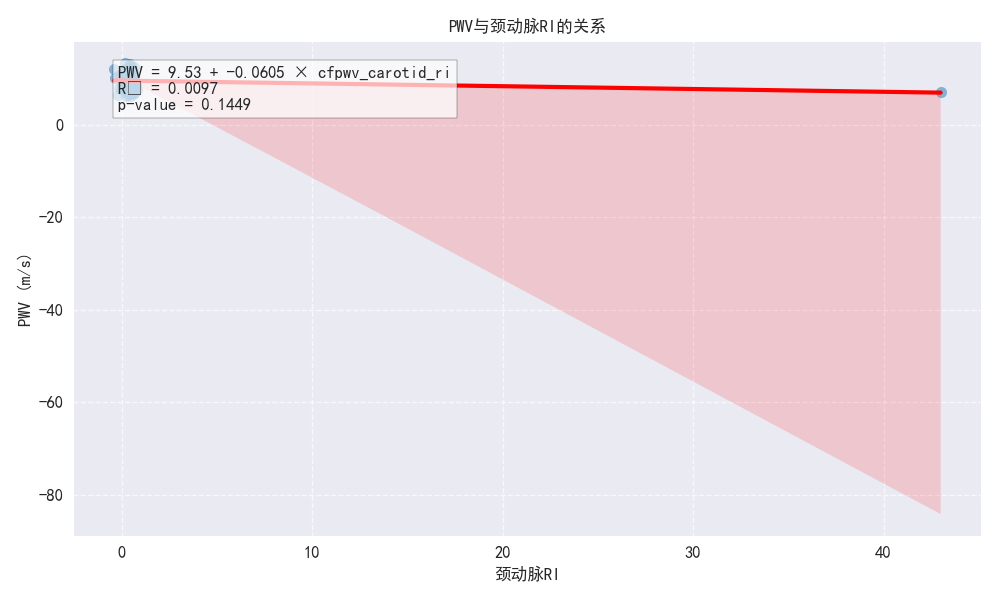 PWV与颈动脉RI的关系
PWV = 9.53 + -0.0605 × cfpwv_carotid_ri
R□ = 0.0097
p-value = 0.1449
PWV (m/s)
0
−20
−40
−60
−80
0 10 20 30 40
颈动脉RI